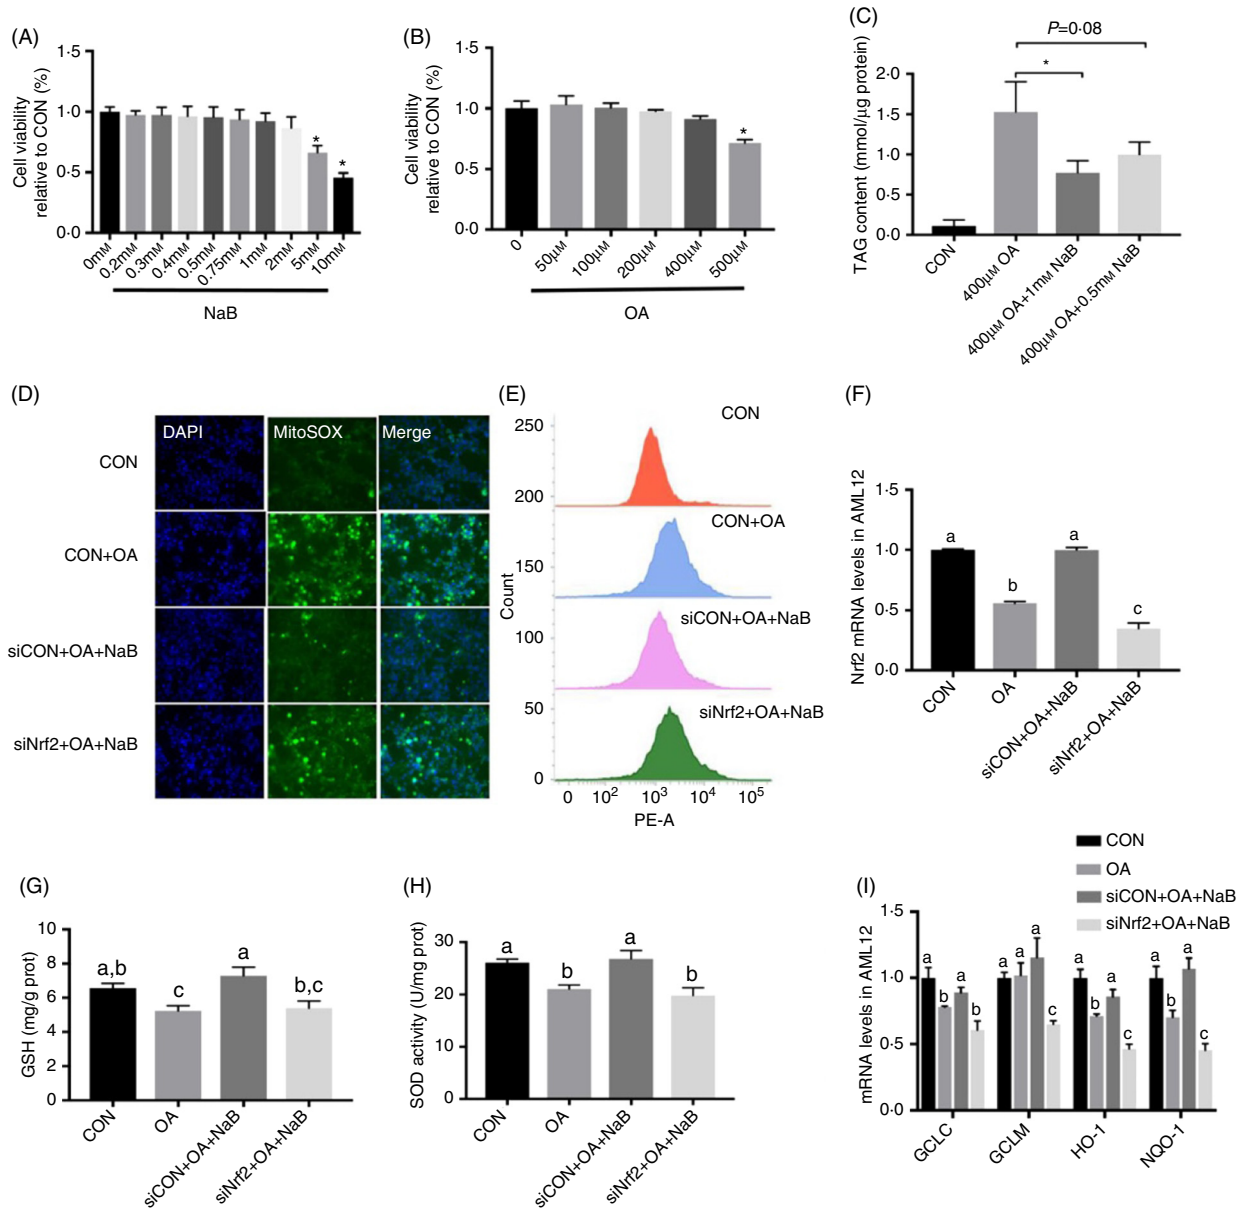 (A)
Cell viability
relative to CON (%)
1·5
1·0
0·5
0·0
*
*
0mM
0.2mM
0.3mM
0.4mM
0.5mM
0.75mM
1mM
2mM
5mM
10mM
NaB
(B)
Cell viability
relative to CON (%)
1·5
1·0
0·5
0·0
*
0
50μM
100μM
200μM
400μM
500μM
OA
(C)
TAG content (mmol/μg protein)
P=0·08
*
2·0
1·5
1·0
0·5
0·0
CON
400μM OA
400μM OA+1mM NaB
400μM OA+0.5mM NaB
(D)
DAPI
MitoSOX
Merge
CON
CON+OA
siCON+OA+NaB
siNrf2+OA+NaB
(E)
Count
250
200
150
100
50
0
CON
CON+OA
siCON+OA+NaB
siNrf2+OA+NaB
0 10² 10³ 10⁴ 10⁵
PE-A
(F)
Nrf2 mRNA levels in AML12
1·5
1·0
0·5
0·0
a
b
a
c
CON
OA
siCON+OA+NaB
siNrf2+OA+NaB
(G)
GSH (mg/g prot)
10
8
6
4
2
0
a,b
c
a
b,c
CON
OA
siCON+OA+NaB
siNrf2+OA+NaB
(H)
SOD activity (U/mg prot)
30
20
10
0
a
b
a
b
CON
OA
siCON+OA+NaB
siNrf2+OA+NaB
(I)
CON
OA
siCON+OA+NaB
siNrf2+OA+NaB
mRNA levels in AML12
1·5
1·0
0·5
0·0
a b a b
a a a c
a b a c
a b a c
GCLC
GCLM
HO-1
NQO-1